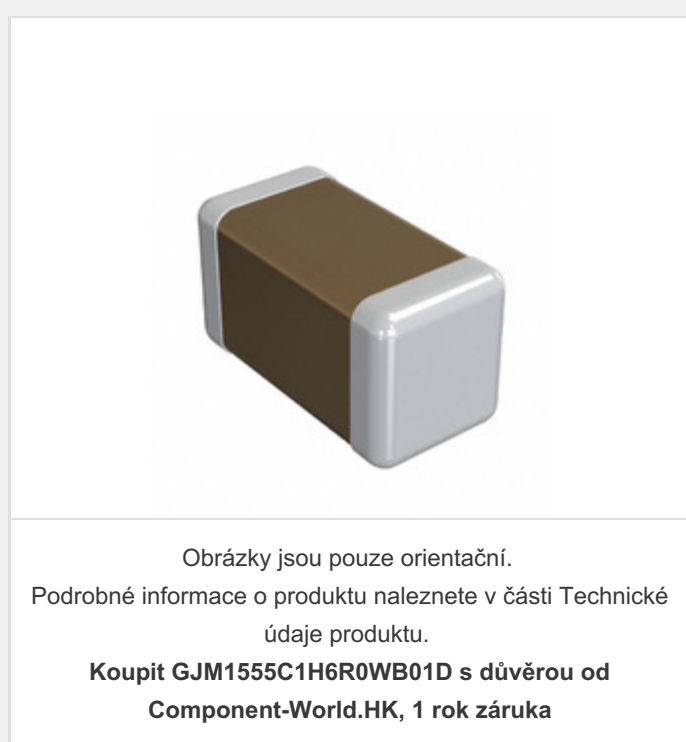 Obrázky jsou pouze orientační.
Podrobné informace o produktu naleznete v části Technické
údaje produktu.
Koupit GJM1555C1H6R0WB01D s důvěrou od
Component-World.HK, 1 rok záruka